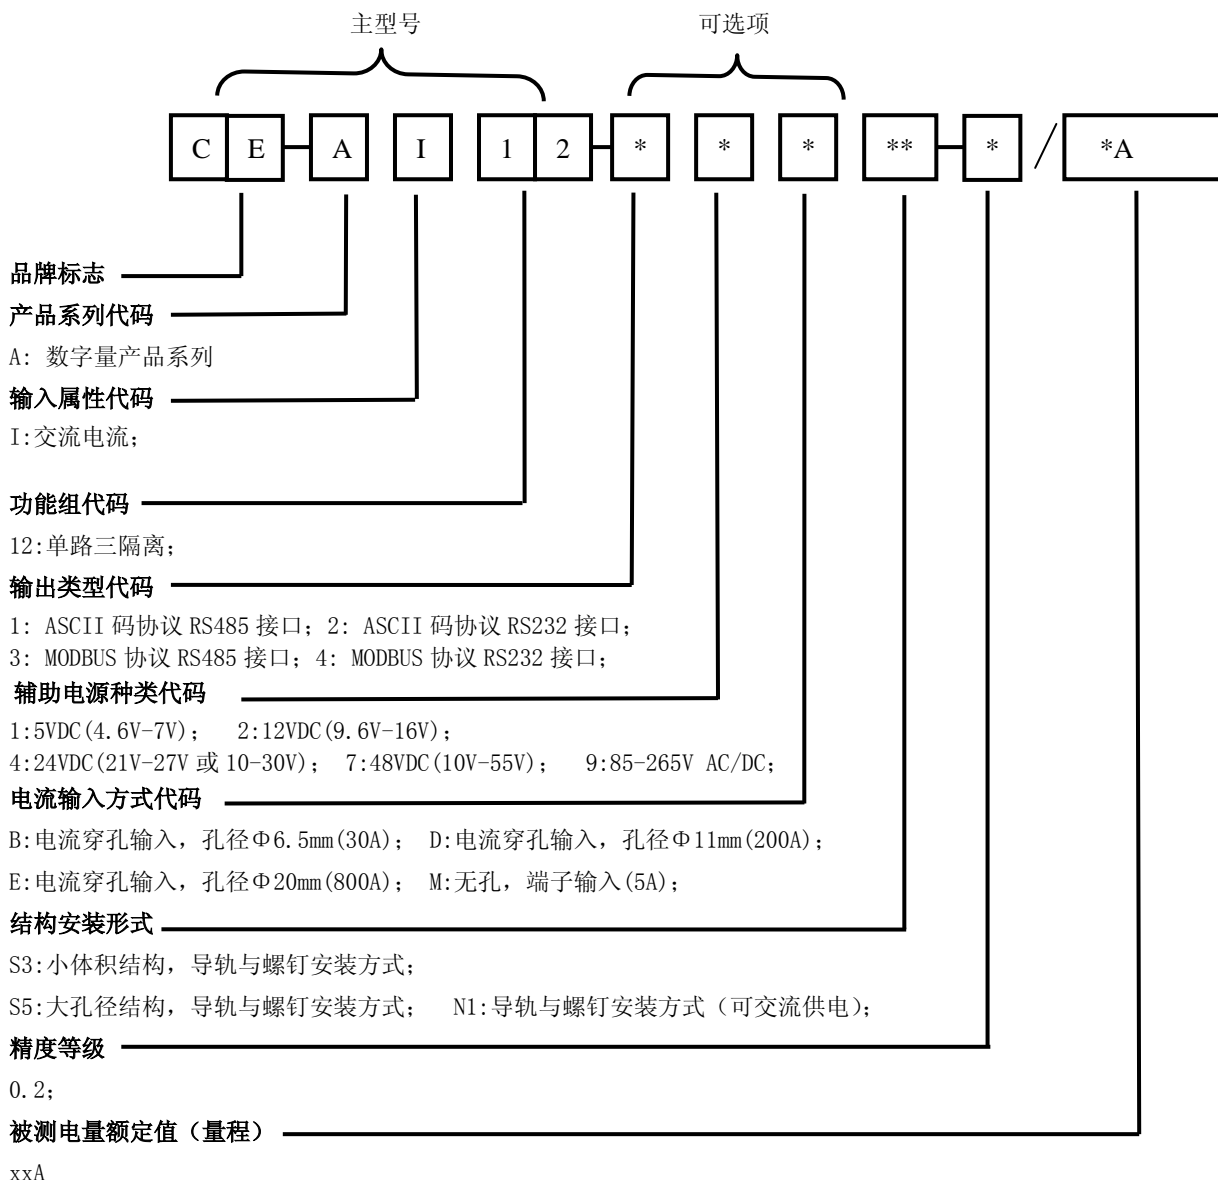 主型号 可选项
C E A I 1 2 * * * ** * / *A
品牌标志
产品系列代码
A: 数字量产品系列
输入属性代码
I:交流电流；
功能组代码
12:单路三隔离；
输出类型代码
1: ASCII 码协议 RS485 接口；2: ASCII 码协议 RS232 接口；
3: MODBUS 协议 RS485 接口；4: MODBUS 协议 RS232 接口；
辅助电源种类代码
1:5VDC(4.6V-7V)； 2:12VDC(9.6V-16V)；
4:24VDC(21V-27V 或 10-30V)； 7:48VDC(10V-55V)； 9:85-265V AC/DC；
电流输入方式代码
B:电流穿孔输入，孔径Φ6.5mm(30A)； D:电流穿孔输入，孔径Φ11mm(200A)；
E:电流穿孔输入，孔径Φ20mm(800A)； M:无孔，端子输入(5A)；
结构安装形式
S3:小体积结构，导轨与螺钉安装方式；
S5:大孔径结构，导轨与螺钉安装方式； N1:导轨与螺钉安装方式（可交流供电）；
精度等级
0.2；
被测电量额定值（量程）
xxA